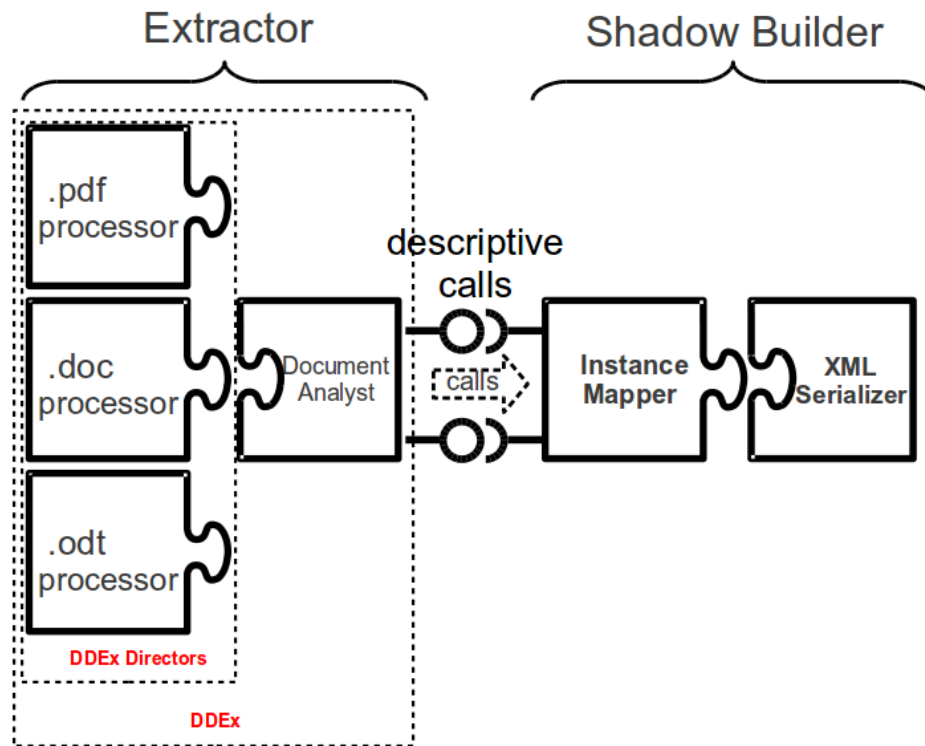 Extractor
Shadow Builder
.pdf
processor
descriptive
calls
.doc
processor
Document
Analyst
calls
Instance
Mapper
XML
Serializer
.odt
processor
DDEx Directors
DDEx